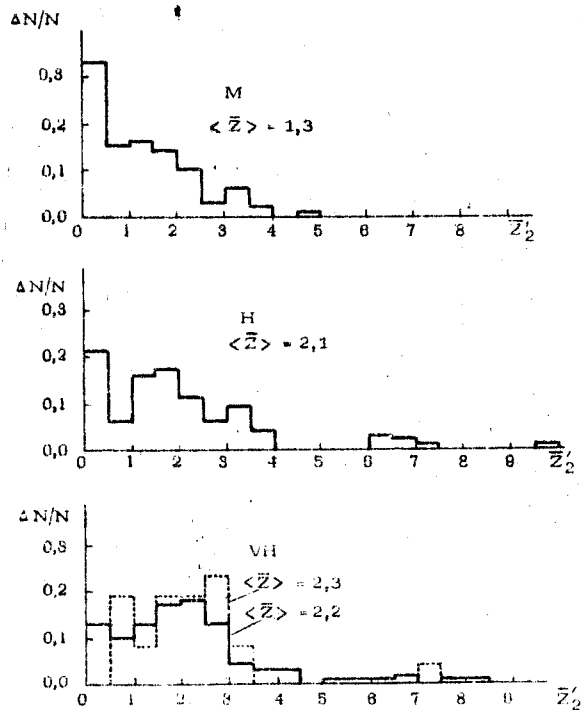 ΔN/N
0,3
M
0,2
<Z̄> = 1,3
0,1
0,0
0 1 2 3 4 5 6 7 8 9 Z̄'₂
ΔN/N
0,3
H
0,2
<Z̄> = 2,1
0,1
0,0
0 1 2 3 4 5 6 7 8 9 Z̄'₂
ΔN/N
0,3
VH
<Z̄> = 2,3
0,2
<Z̄> = 2,2
0,1
0,0
0 1 2 3 4 5 6 7 8 9 Z̄'₂